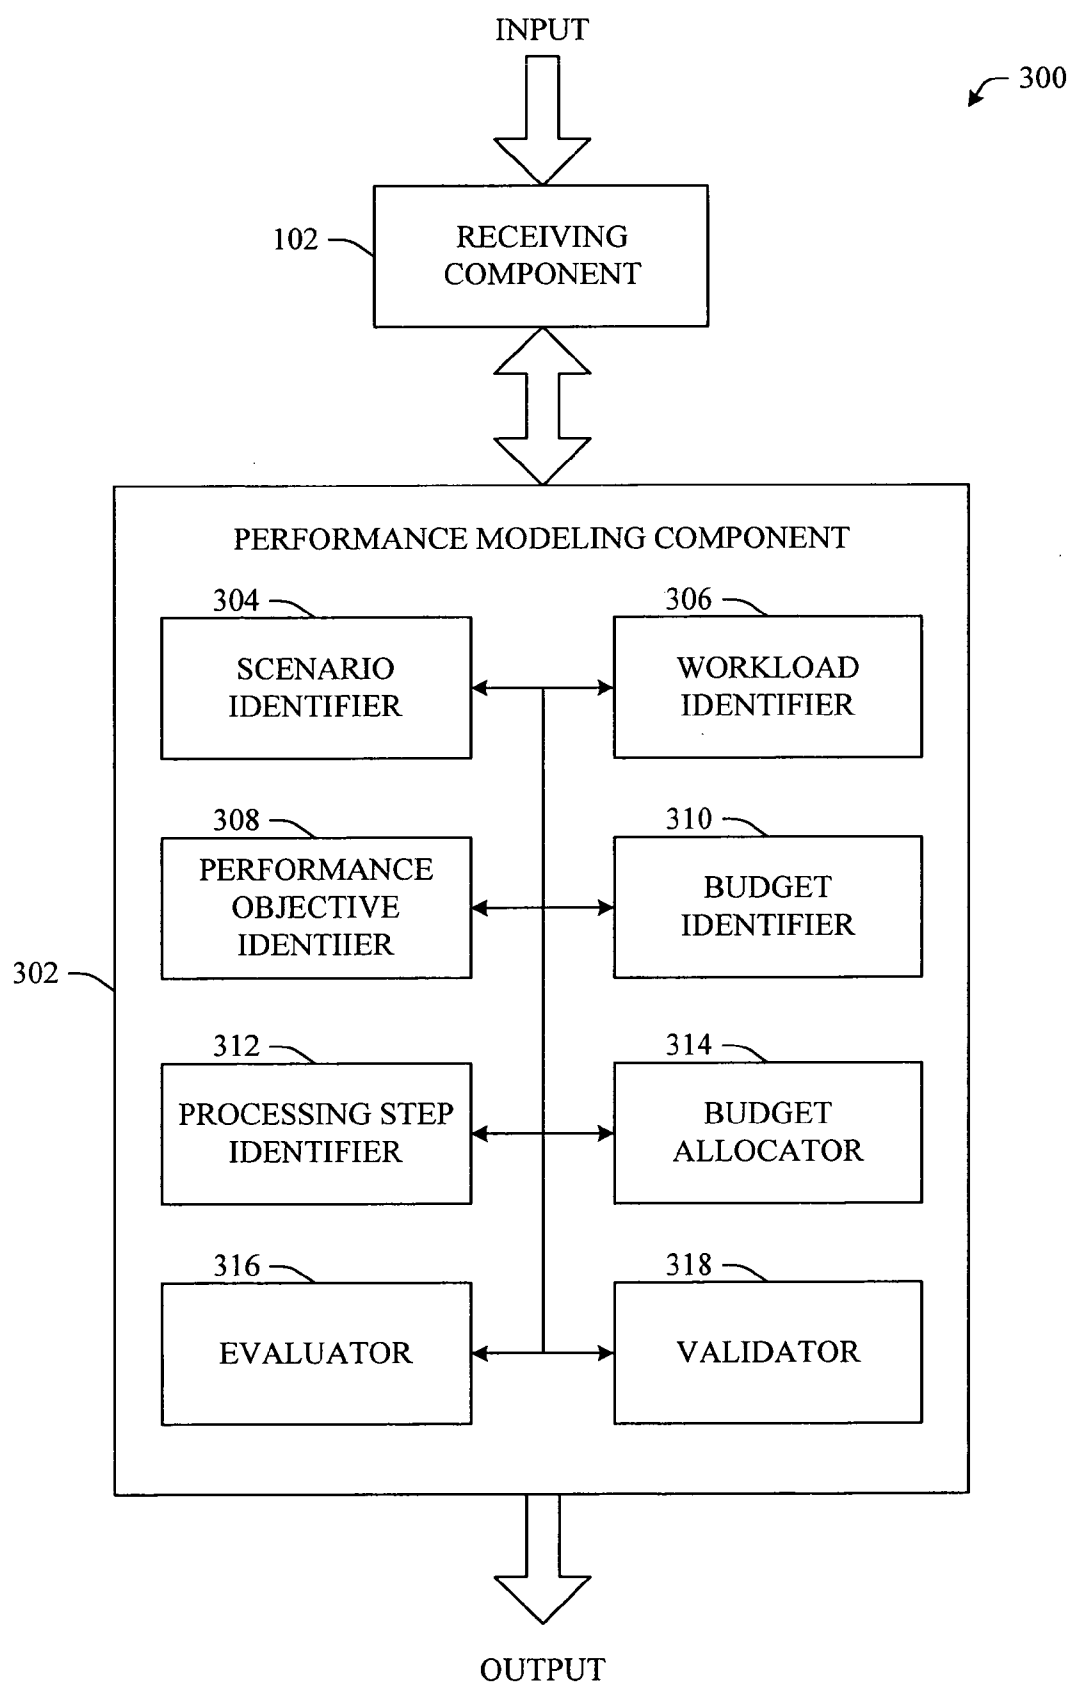 INPUT
300
102
RECEIVING
COMPONENT
PERFORMANCE MODELING COMPONENT
304
306
SCENARIO
IDENTIFIER
WORKLOAD
IDENTIFIER
308
310
PERFORMANCE
OBJECTIVE
IDENTIIER
BUDGET
IDENTIFIER
302
312
314
PROCESSING STEP
IDENTIFIER
BUDGET
ALLOCATOR
316
318
EVALUATOR
VALIDATOR
OUTPUT